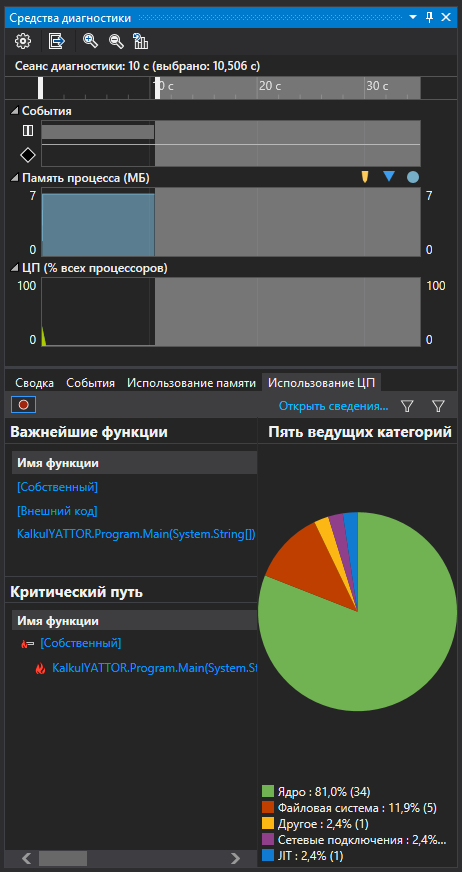 Средства диагностики
Сеанс диагностики: 10 с (выбрано: 10,506 с)
10 с 20 с 30 с
События
Память процесса (МБ)
7 7
0 0
ЦП (% всех процессоров)
100 100
0 0
Сводка События Использование памяти Использование ЦП
Открыть сведения...
Важнейшие функции
Имя функции
[Собственный]
[Внешний код]
KalkulYATTOR.Program.Main(System.String[])
Критический путь
Имя функции
[Собственный]
KalkulYATTOR.Program.Main(System.St
Пять ведущих категорий
Ядро : 81,0% (34)
Файловая система : 11,9% (5)
Другое : 2,4% (1)
Сетевые подключения : 2,4%...
JIT : 2,4% (1)